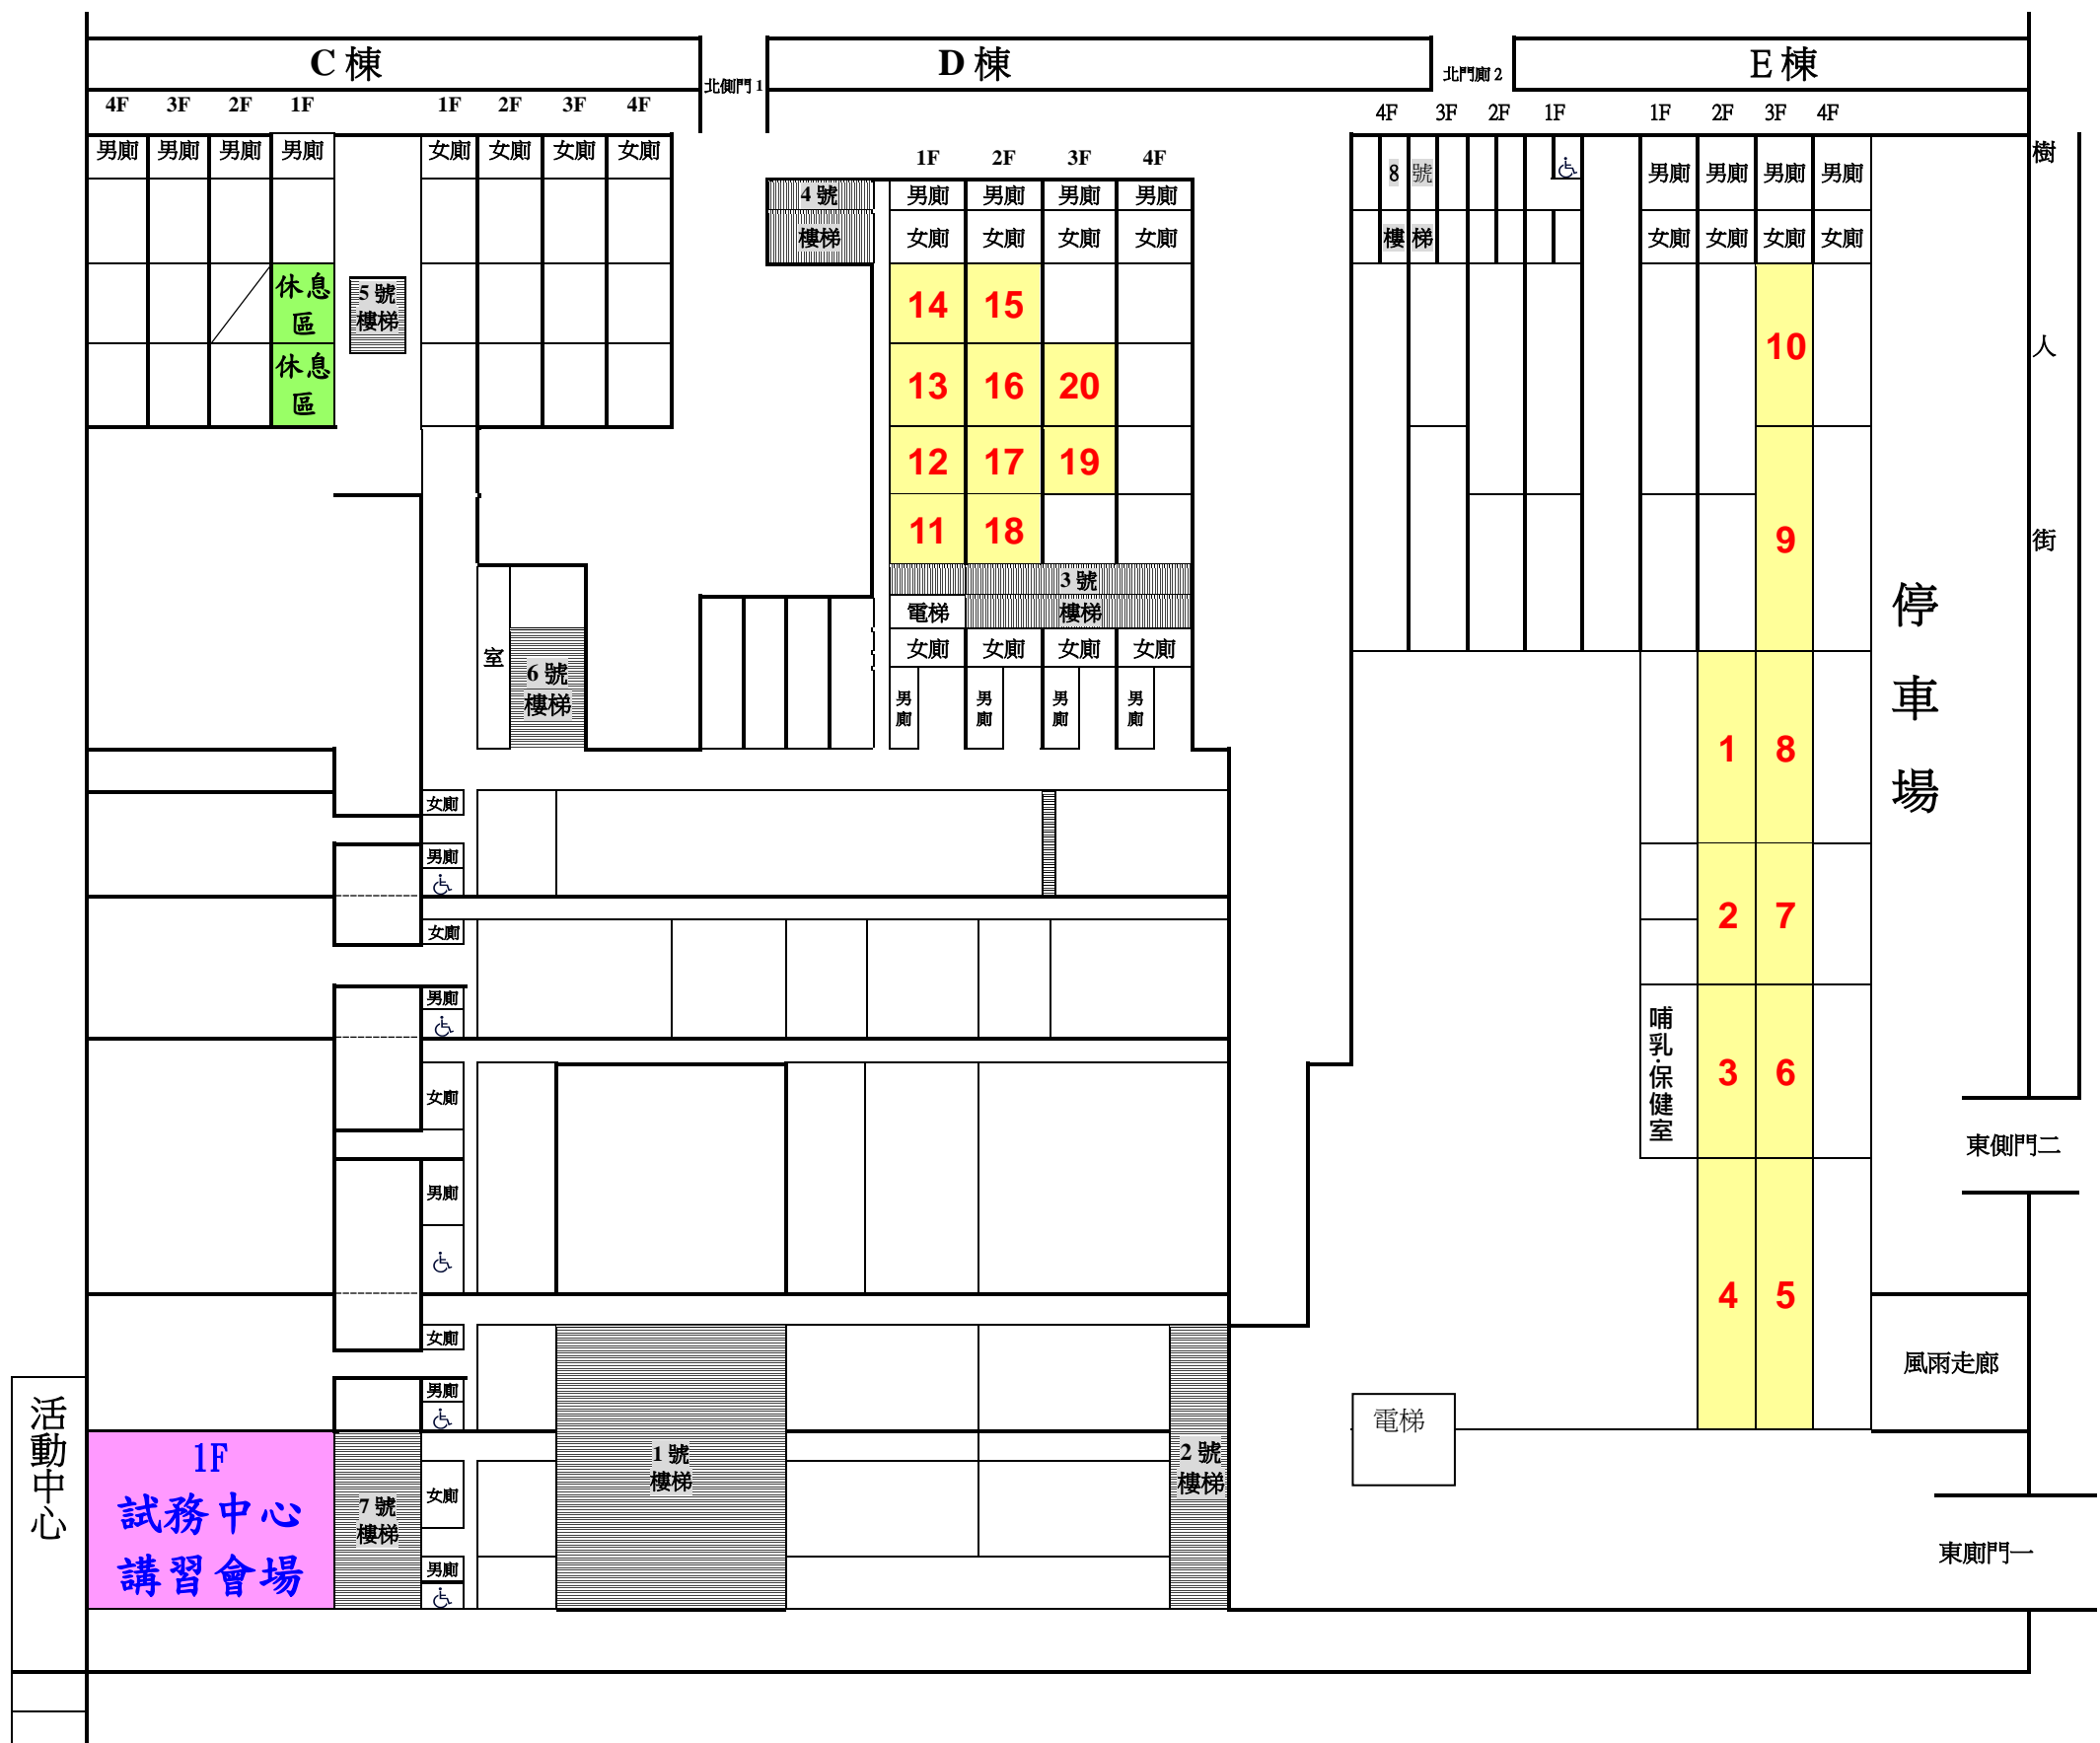 C 棟
北側門 1
D 棟
北門廊 2
E 棟
4F 3F 2F 1F 1F 2F 3F 4F
4F 3F 2F 1F 1F 2F 3F 4F
男廁 男廁 男廁 男廁 女廁 女廁 女廁 女廁
1F 2F 3F 4F
8 號
樓 梯
♿
男廁 男廁 男廁 男廁
女廁 女廁 女廁 女廁
樹
人
街
4 號
樓梯
男廁 男廁 男廁 男廁
女廁 女廁 女廁 女廁
休息
區
休息
區
5 號
樓梯
14 15
13 16 20
12 17 19
11 18
10
9
停
車
場
3 號
電梯 樓梯
女廁 女廁 女廁 女廁
男廁 男廁 男廁 男廁
室
6 號
樓梯
1 8
2 7
3 6
4 5
哺乳.保健室
女廁
男廁
♿
女廁
男廁
♿
女廁
男廁
♿
女廁
男廁
♿
東側門二
風雨走廊
活動中心
1F
試務中心
講習會場
7 號
樓梯
女廁
男廁
♿
1 號
樓梯
2 號
樓梯
電梯
東廁門一